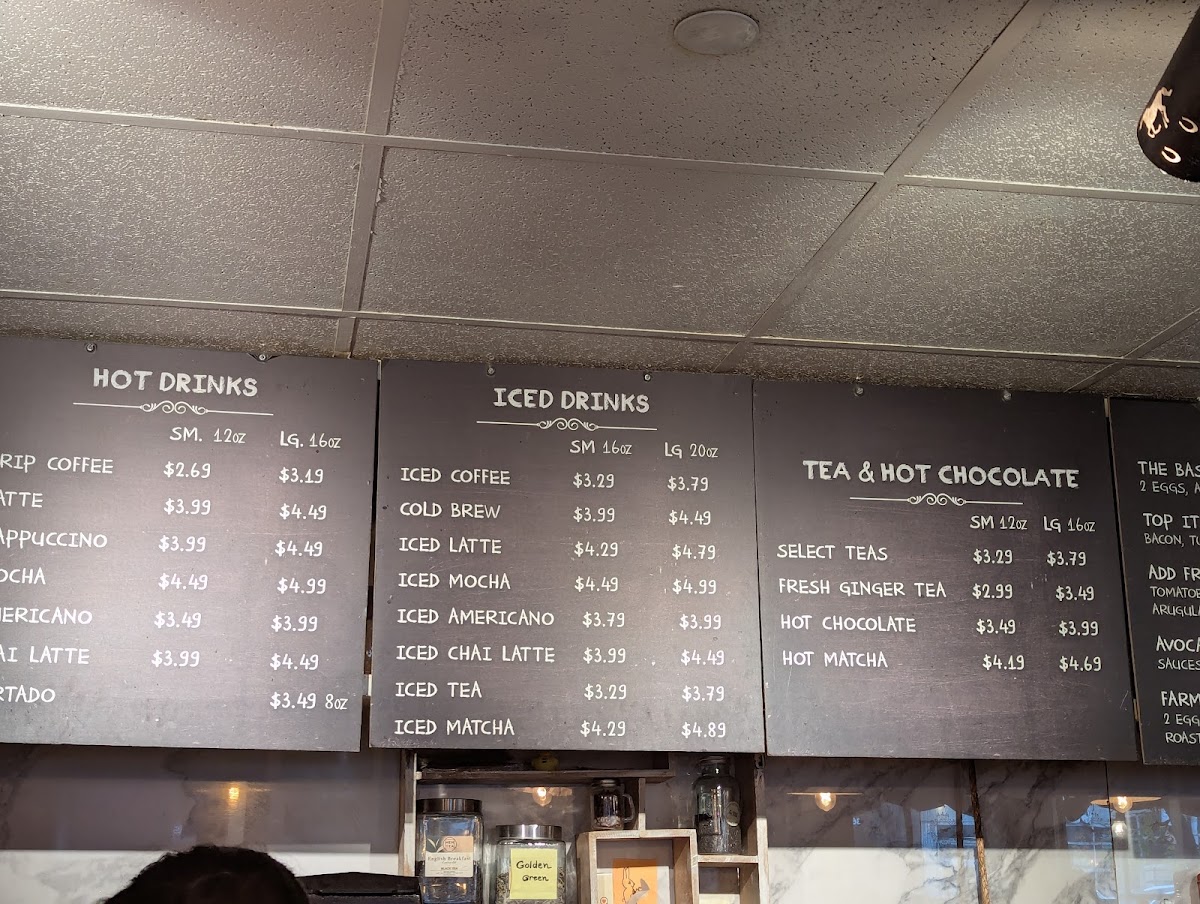 HOT DRINKS
SM. 12oz LG. 16oz
RIP COFFEE $2.69 $3.19
ATTE $3.99 $4.49
APPUCCINO $3.99 $4.49
OCHA $4.49 $4.99
ERICANO $3.49 $3.99
AI LATTE $3.99 $4.49
RTADO $3.49 8oz
ICED DRINKS
SM 16oz LG 20oz
ICED COFFEE $3.29 $3.79
COLD BREW $3.99 $4.49
ICED LATTE $4.29 $4.79
ICED MOCHA $4.49 $4.99
ICED AMERICANO $3.79 $3.99
ICED CHAI LATTE $3.99 $4.49
ICED TEA $3.29 $3.79
ICED MATCHA $4.29 $4.89
TEA & HOT CHOCOLATE
SM 12oz LG 16oz
SELECT TEAS $3.29 $3.79
FRESH GINGER TEA $2.99 $3.49
HOT CHOCOLATE $3.49 $3.99
HOT MATCHA $4.19 $4.69
THE BAS
2 EGGS, A
TOP IT
BACON, TU
ADD FR
TOMATOE
ARUGULA
AVOCA
SAUCES
FARM
2 EGG
ROAST
English Breakfast
Golden
Green